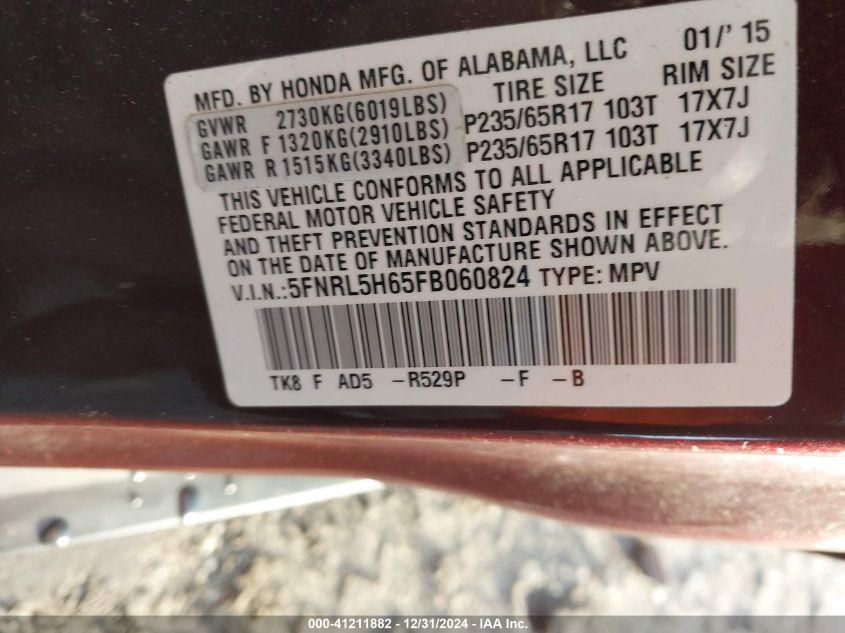 MFD. BY HONDA MFG. OF ALABAMA, LLC 01/' 15
TIRE SIZE RIM SIZE
GVWR 2730KG(6019LBS)
GAWR F 1320KG(2910LBS) P235/65R17 103T 17X7J
GAWR R 1515KG(3340LBS) P235/65R17 103T 17X7J
THIS VEHICLE CONFORMS TO ALL APPLICABLE
FEDERAL MOTOR VEHICLE SAFETY
AND THEFT PREVENTION STANDARDS IN EFFECT
ON THE DATE OF MANUFACTURE SHOWN ABOVE.
V.I.N.:5FNRL5H65FB060824 TYPE: MPV
TK8 F AD5 -R529P -F -B
000-41211882 - 12/31/2024 - IAA Inc.